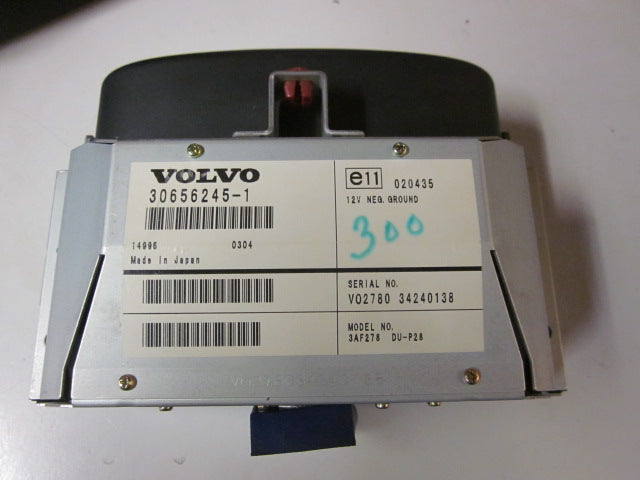 VOLVO
30656245-1
14996 0304
Made In Japan
e11 020435
12V NEG. GROUND
300
SERIAL NO.
VO2780 34240138
MODEL NO.
3AF278 DU-P28